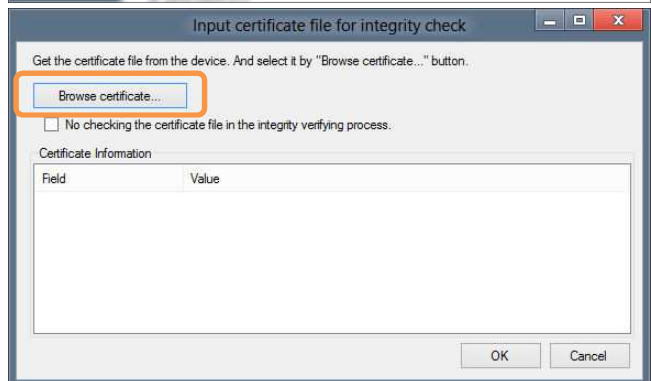 Input certificate file for integrity check
Get the certificate file from the device. And select it by "Browse certificate..." button.
Browse certificate...
No checking the certificate file in the integrity verifying process.
Certificate Information
Field Value
OK Cancel